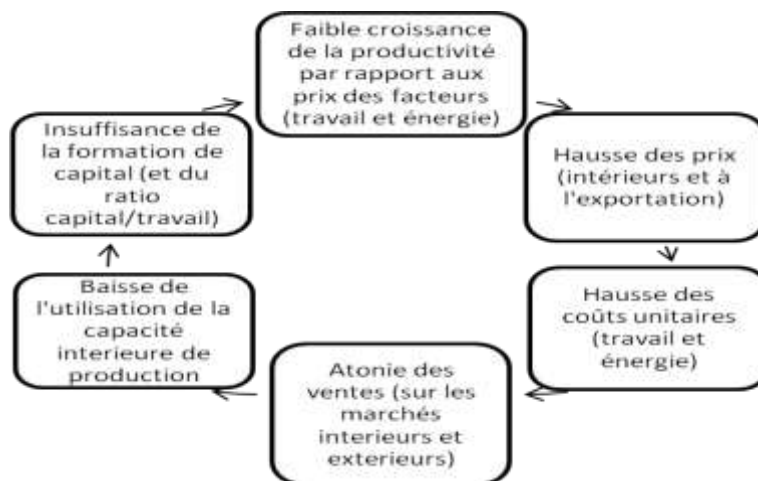 Faible croissance
de la productivité
par rapport aux
prix des facteurs
(travail et énergie)
Hausse des prix
(intérieurs et à
l'exportation)
Hausse des
coûts unitaires
(travail et
énergie)
Atonie des
ventes (sur les
marchés
interieurs et
exterieurs)
Baisse de
l'utilisation de la
capacité
interieure de
production
Insuffisance de
la formation de
capital (et du
ratio
capital/travail)